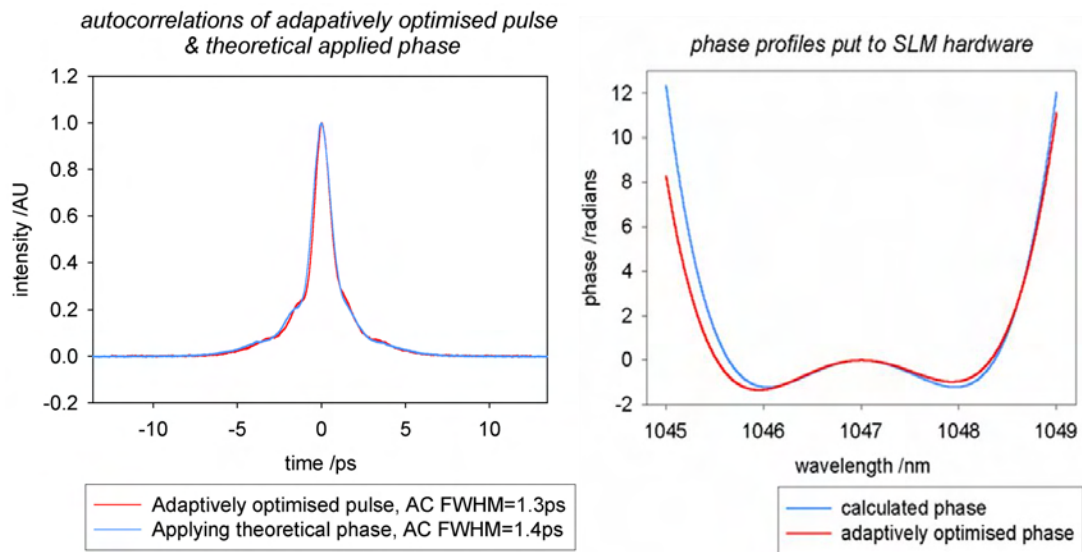 autocorrelations of adapatively optimised pulse
& theoretical applied phase
1.2
1.0
0.8
0.6
0.4
0.2
0.0
-0.2
intensity /AU
-10
-5
0
5
10
time /ps
Adaptively optimised pulse, AC FWHM=1.3ps
Applying theoretical phase, AC FWHM=1.4ps
phase profiles put to SLM hardware
12
10
8
6
4
2
0
-2
phase /radians
1045
1046
1047
1048
1049
wavelength /nm
calculated phase
adaptively optimised phase